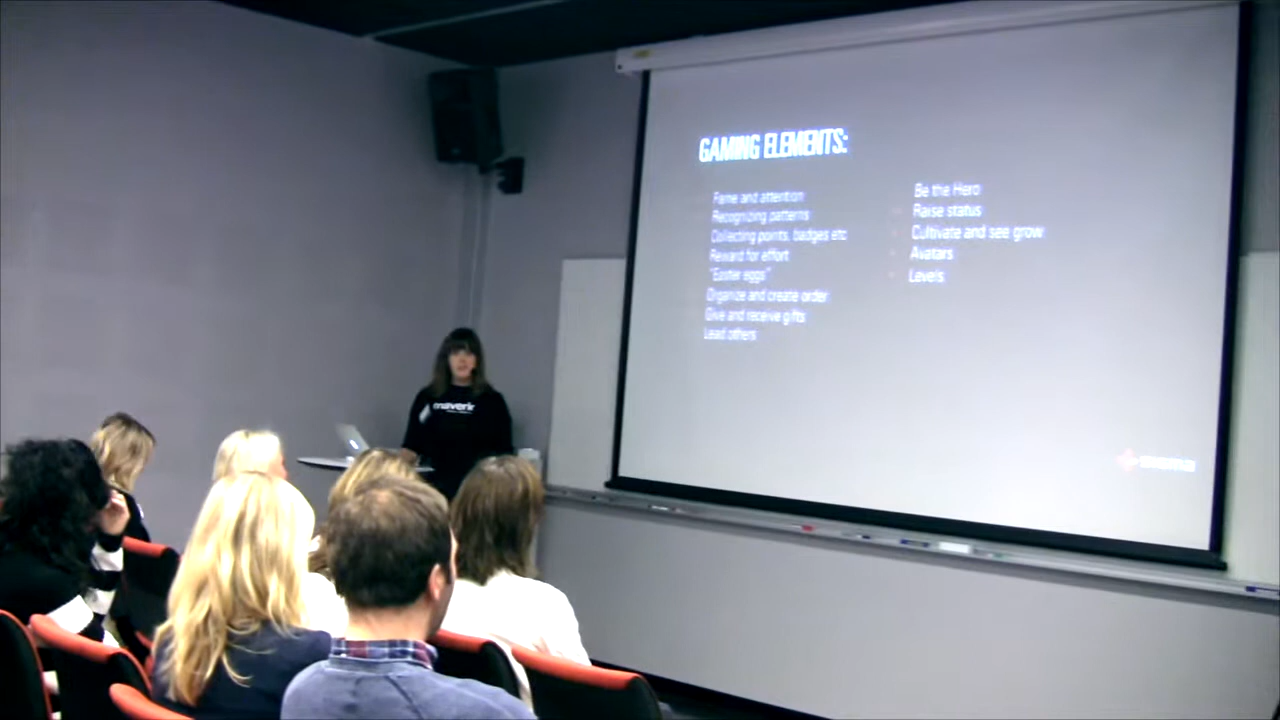 GAMING ELEMENTS:
Fame and attention
Recognizing patterns
Collecting points, badges etc
Reward for effort
"Easter eggs"
Organize and create order
Give and receive gifts
Lead others
Be the Hero
Raise status
Cultivate and see grow
Avatars
Levels